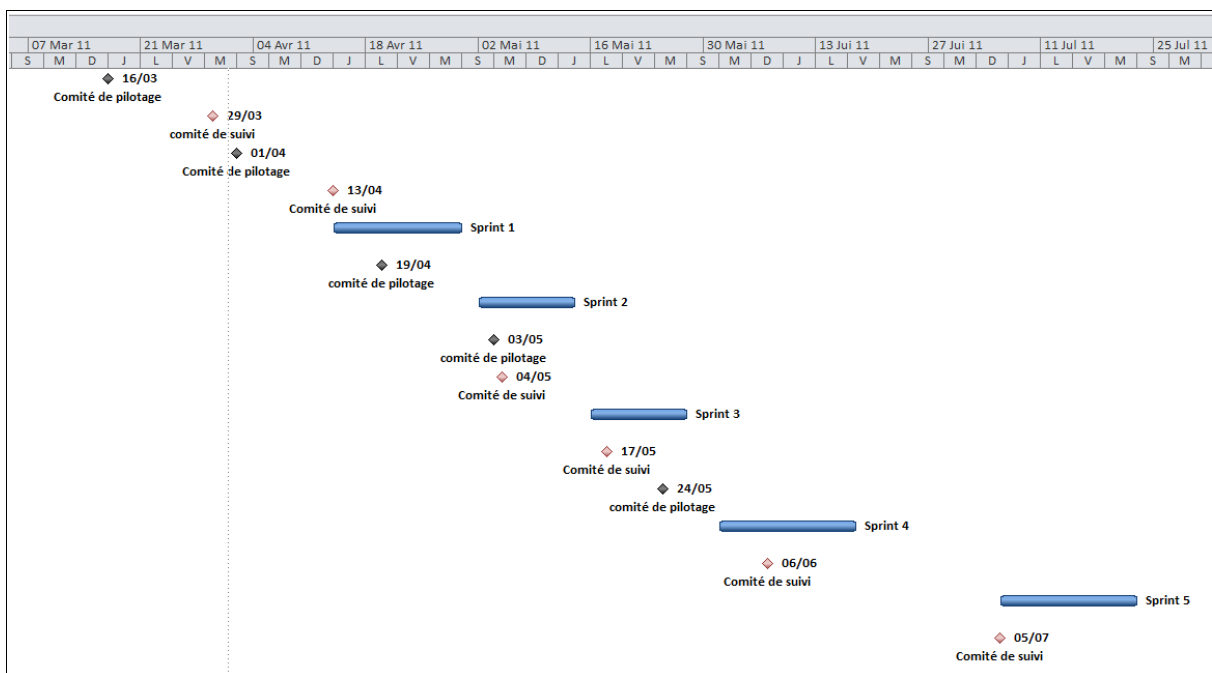 07 Mar 11 21 Mar 11 04 Avr 11 18 Avr 11 02 Mai 11 16 Mai 11 30 Mai 11 13 Jui 11 27 Jui 11 11 Jul 11 25 Jul 11
S M D J L V M S M D J L V M S M D J L V M S M D J L V M S M D J L V M S M
16/03
Comité de pilotage
29/03
comité de suivi
01/04
Comité de pilotage
13/04
Comité de suivi
Sprint 1
19/04
comité de pilotage
Sprint 2
03/05
comité de pilotage
04/05
Comité de suivi
Sprint 3
17/05
Comité de suivi
24/05
comité de pilotage
Sprint 4
06/06
Comité de suivi
Sprint 5
05/07
Comité de suivi